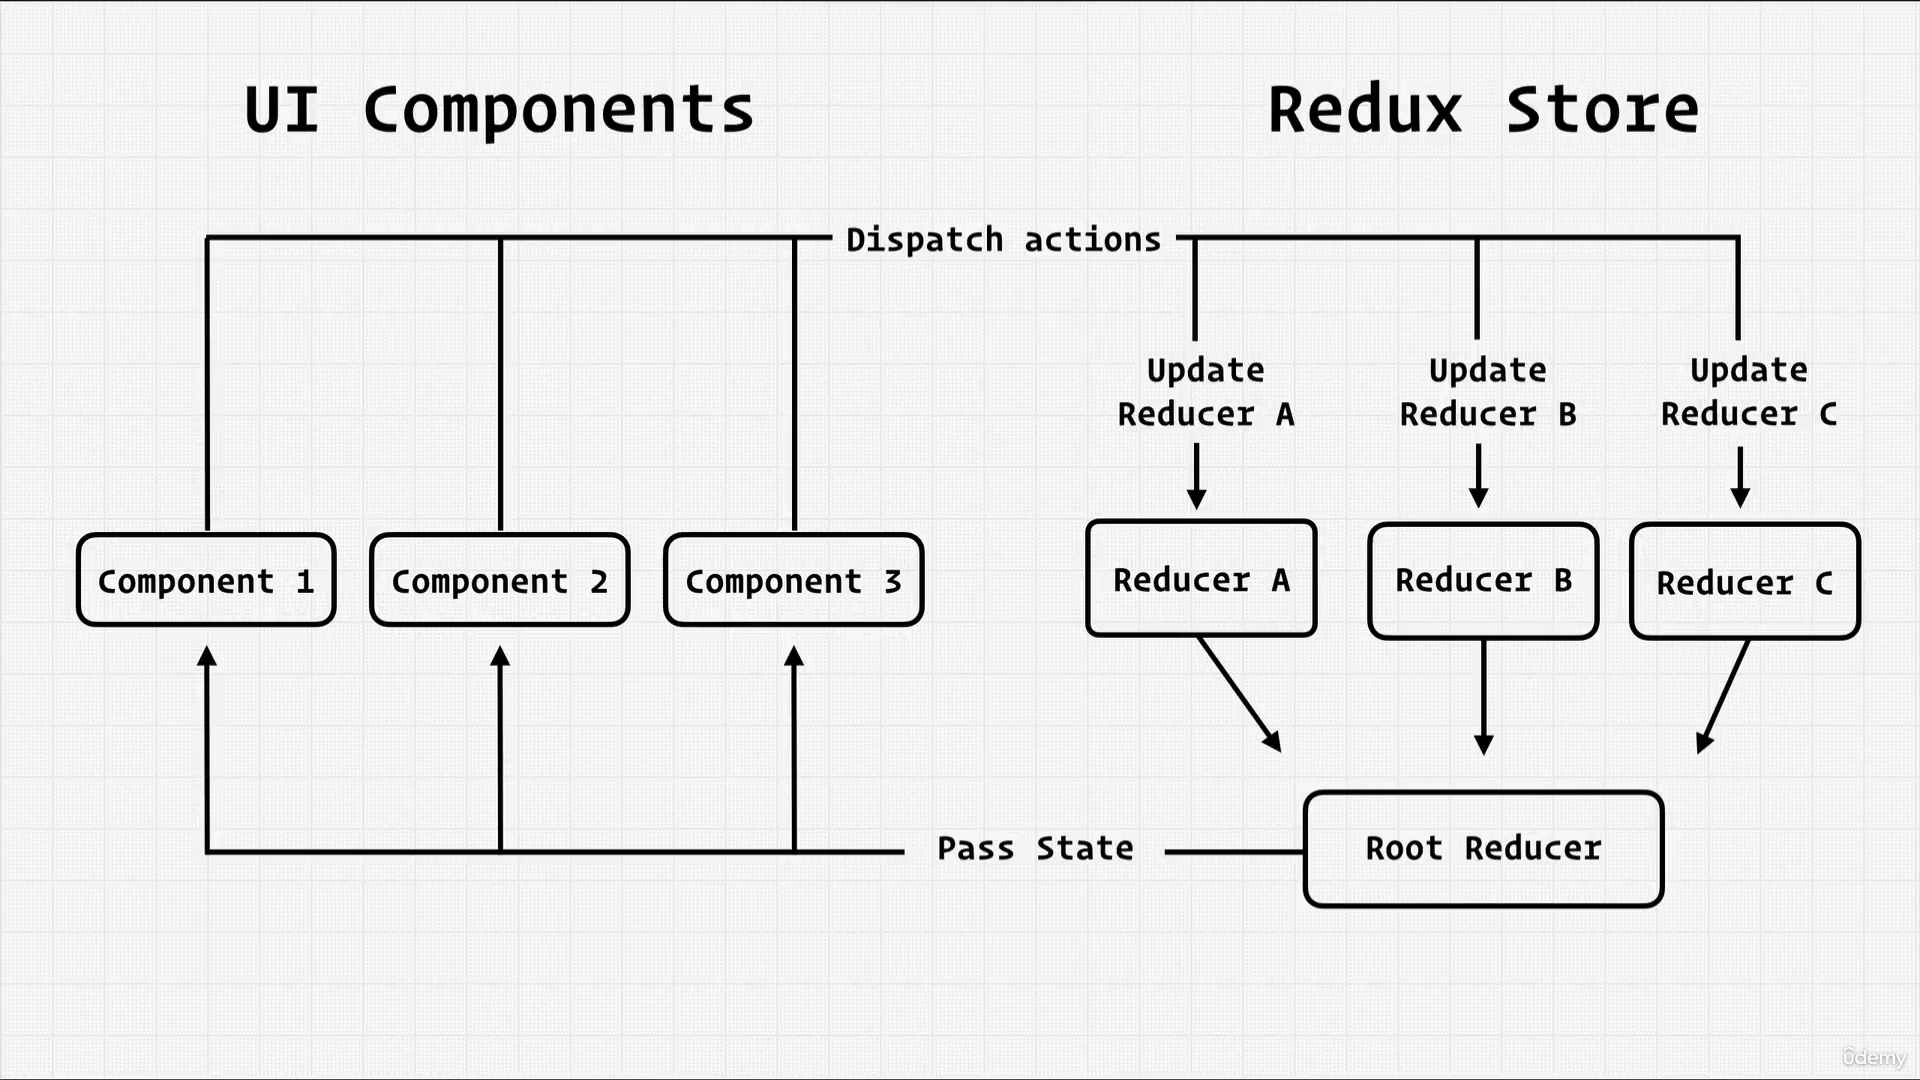 UI Components
Redux Store
Dispatch actions
Update
Reducer A
Update
Reducer B
Update
Reducer C
Component 1
Component 2
Component 3
Reducer A
Reducer B
Reducer C
Pass State
Root Reducer
ûdemy